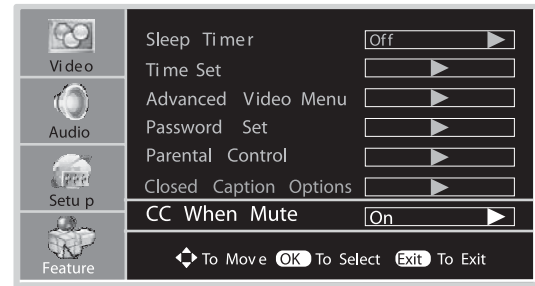 Video
Audio
Setup
Feature
Sleep Timer Off
Time Set
Advanced Video Menu
Password Set
Parental Control
Closed Caption Options
CC When Mute On
To Move OK To Select Exit To Exit